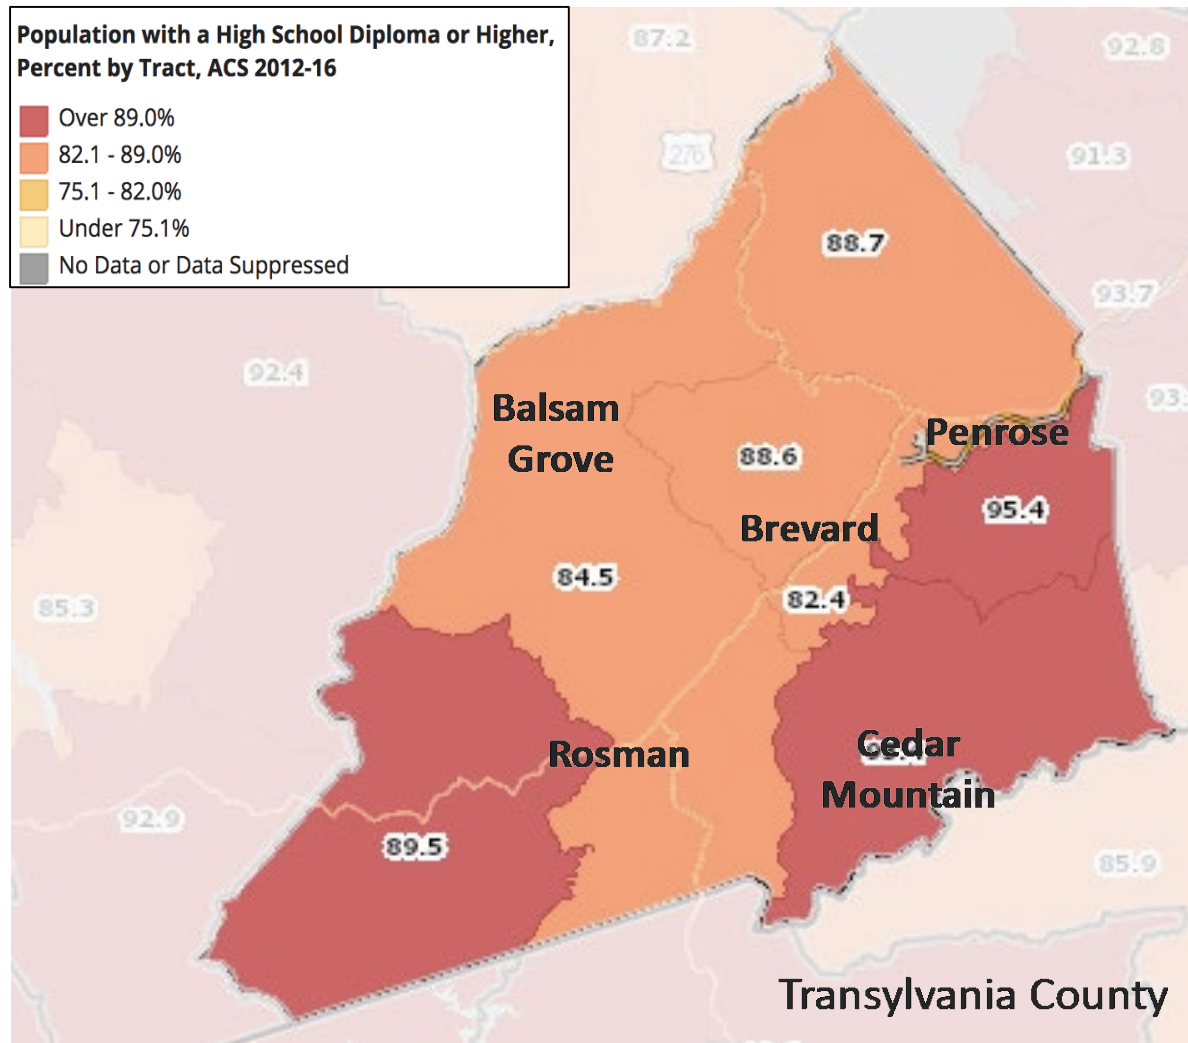 Population with a High School Diploma or Higher,
Percent by Tract, ACS 2012-16
Over 89.0%
82.1 - 89.0%
75.1 - 82.0%
Under 75.1%
No Data or Data Suppressed
87.2
92.8
276
91.3
88.7
93.7
92.4
93.
Balsam
Grove
Penrose
88.6
95.4
Brevard
84.5
82.4
85.3
Rosman
Cedar
Mountain
92.9
89.5
85.9
Transylvania County